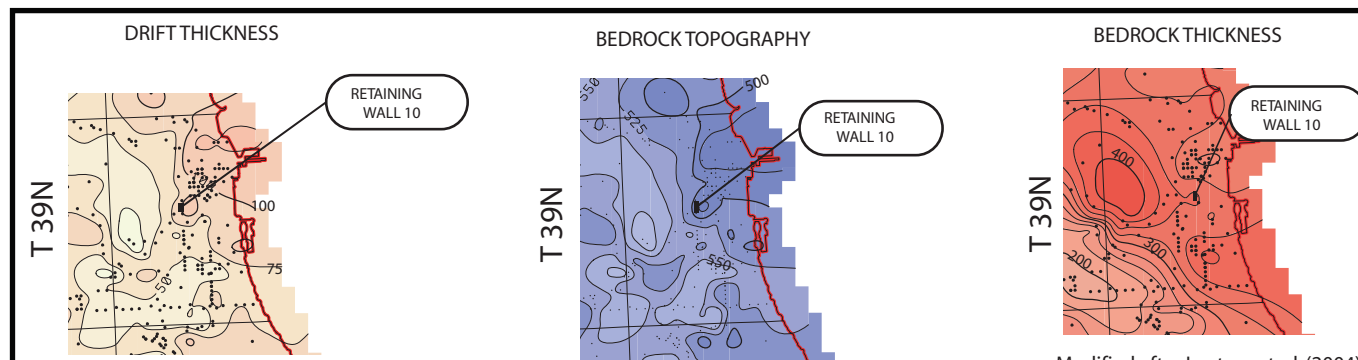 DRIFT THICKNESS
BEDROCK TOPOGRAPHY
BEDROCK THICKNESS
RETAINING
WALL 10
RETAINING
WALL 10
RETAINING
WALL 10
T 39N
100
75
50
T 39N
550
500
525
550
T 39N
400
300
200